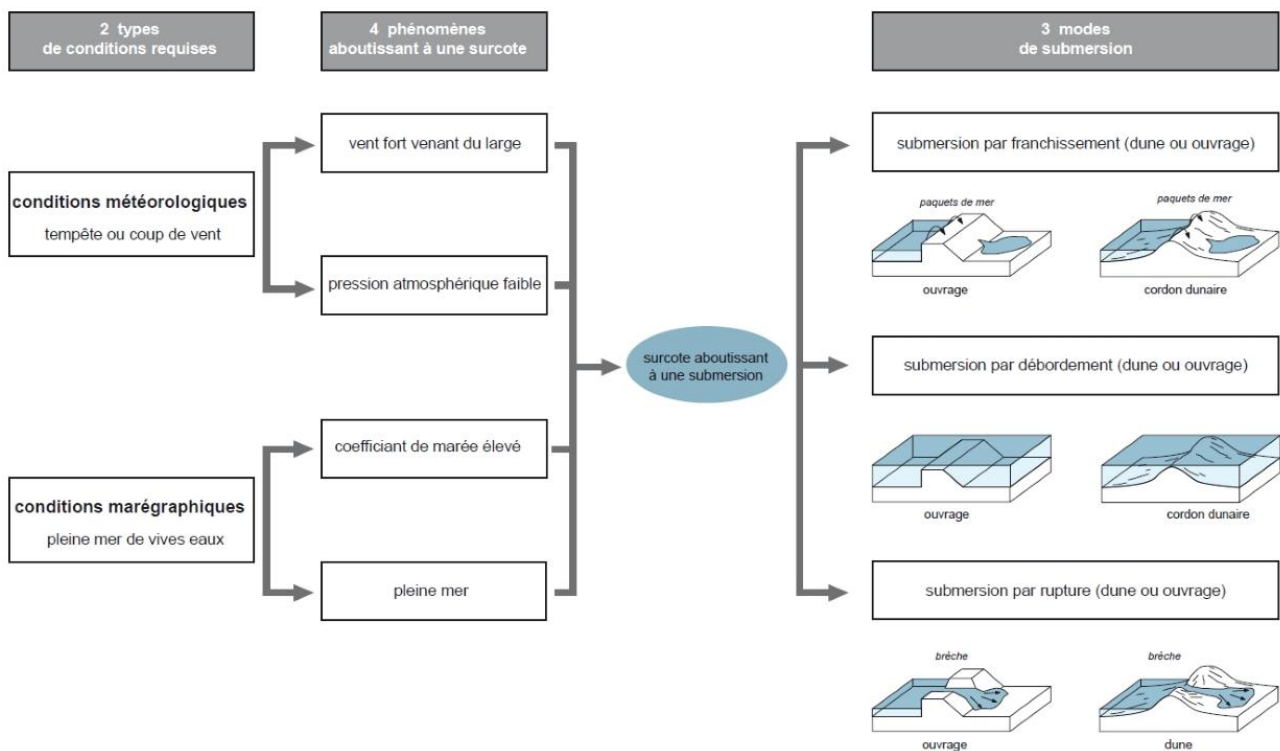 2 types
de conditions requises
4 phénomènes
aboutissant à une surcote
3 modes
de submersion
conditions météorologiques
tempête ou coup de vent
conditions marégraphiques
pleine mer de vives eaux
vent fort venant du large
pression atmosphérique faible
coefficiant de marée élevé
pleine mer
surcote aboutissant
à une submersion
submersion par franchissement (dune ou ouvrage)
paquets de mer
paquets de mer
ouvrage
cordon dunaire
submersion par débordement (dune ou ouvrage)
ouvrage
cordon dunaire
submersion par rupture (dune ou ouvrage)
brèche
brèche
ouvrage
dune